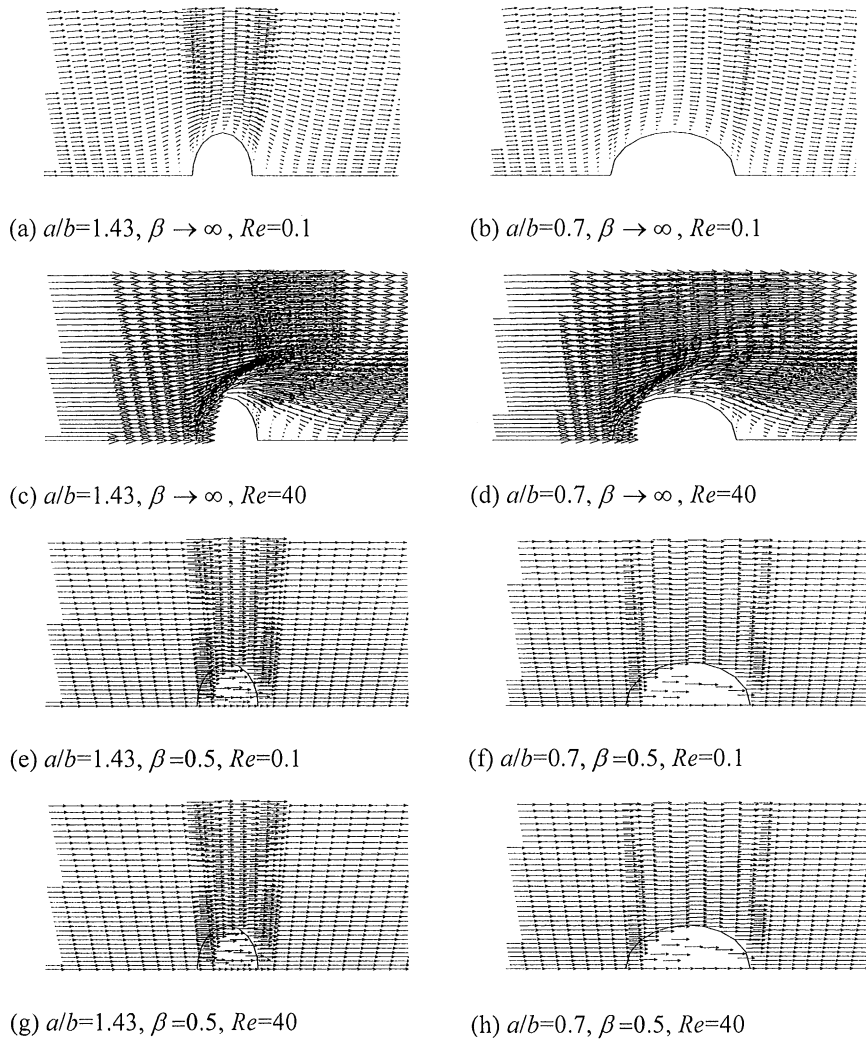 (a) a/b=1.43, β → ∞ , Re=0.1
(b) a/b=0.7, β → ∞ , Re=0.1
(c) a/b=1.43, β → ∞ , Re=40
(d) a/b=0.7, β → ∞ , Re=40
(e) a/b=1.43, β=0.5, Re=0.1
(f) a/b=0.7, β=0.5, Re=0.1
(g) a/b=1.43, β=0.5, Re=40
(h) a/b=0.7, β=0.5, Re=40